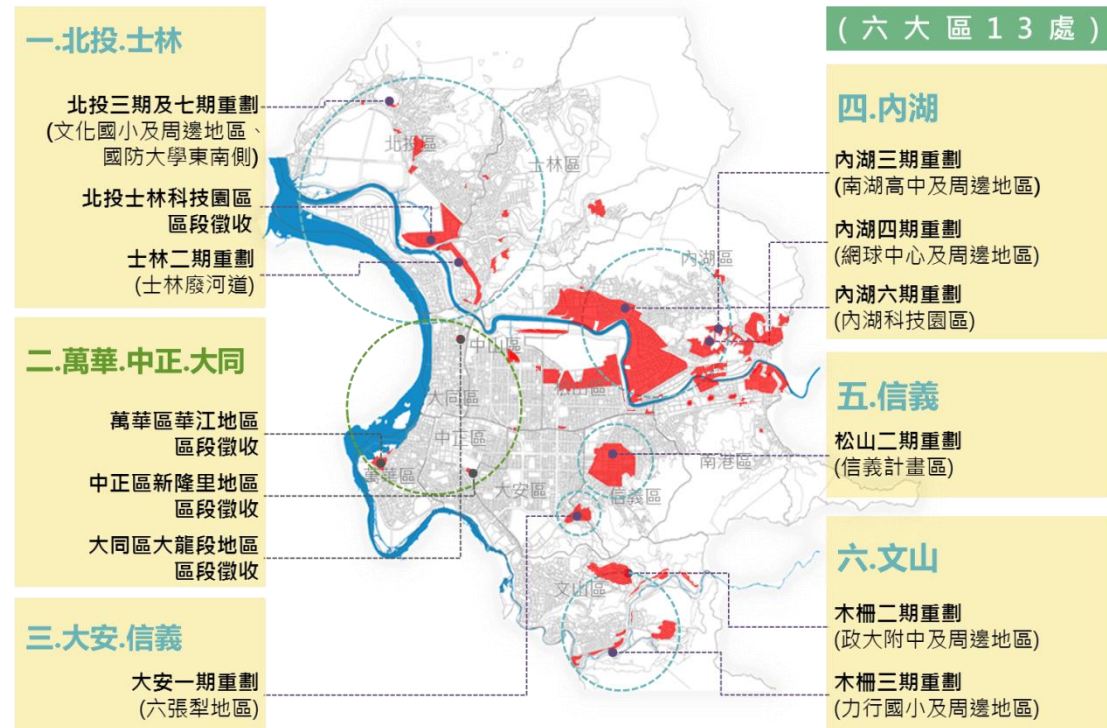 (六大區13處)
一.北投.士林
北投三期及七期重劃
(文化國小及周邊地區、
國防大學東南側)
北投士林科技園區
區段徵收
士林二期重劃
(士林廢河道)
二.萬華.中正.大同
萬華區華江地區
區段徵收
中正區新隆里地區
區段徵收
大同區大龍段地區
區段徵收
三.大安.信義
大安一期重劃
(六張犁地區)
北投區
士林區
內湖區
中山區
松山區
大同區
中正區
萬華區
大安區
信義區
南港區
文山區
四.內湖
內湖三期重劃
(南湖高中及周邊地區)
內湖四期重劃
(網球中心及周邊地區)
內湖六期重劃
(內湖科技園區)
五.信義
松山二期重劃
(信義計畫區)
六.文山
木柵二期重劃
(政大附中及周邊地區)
木柵三期重劃
(力行國小及周邊地區)